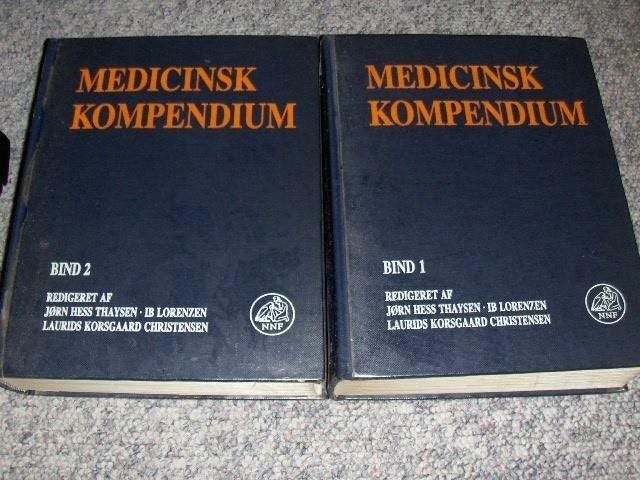 MEDICINSK
KOMPENDIUM
BIND 2
REDIGERET AF
JØRN HESS THAYSEN · IB LORENZEN
LAURIDS KORSGAARD CHRISTENSEN
NNF
MEDICINSK
KOMPENDIUM
BIND 1
REDIGERET AF
JØRN HESS THAYSEN · IB LORENZEN
LAURIDS KORSGAARD CHRISTENSEN
NNF